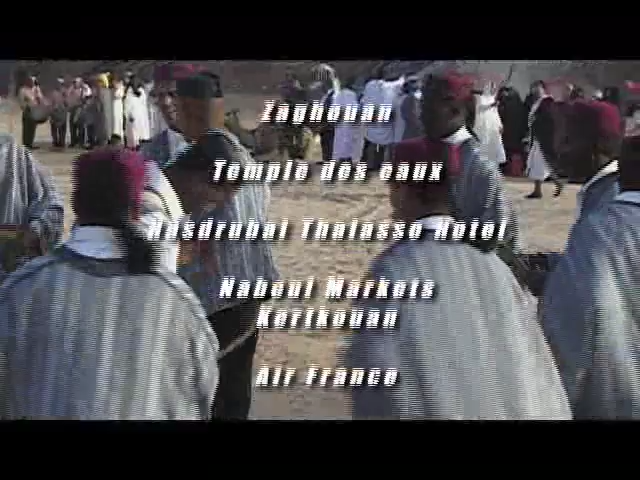 Zaghouan
Temple des eaux
Hasdrubal Thalasso Hotel
Nabeul Markets
Kerkouan
Air France